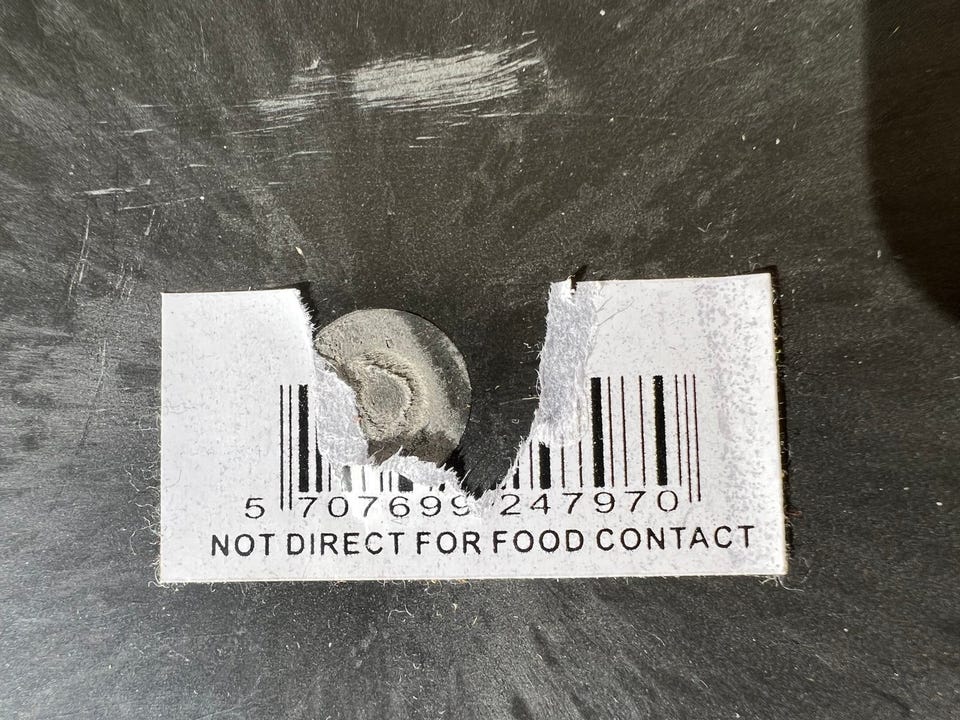 5 707699 247970
NOT DIRECT FOR FOOD CONTACT